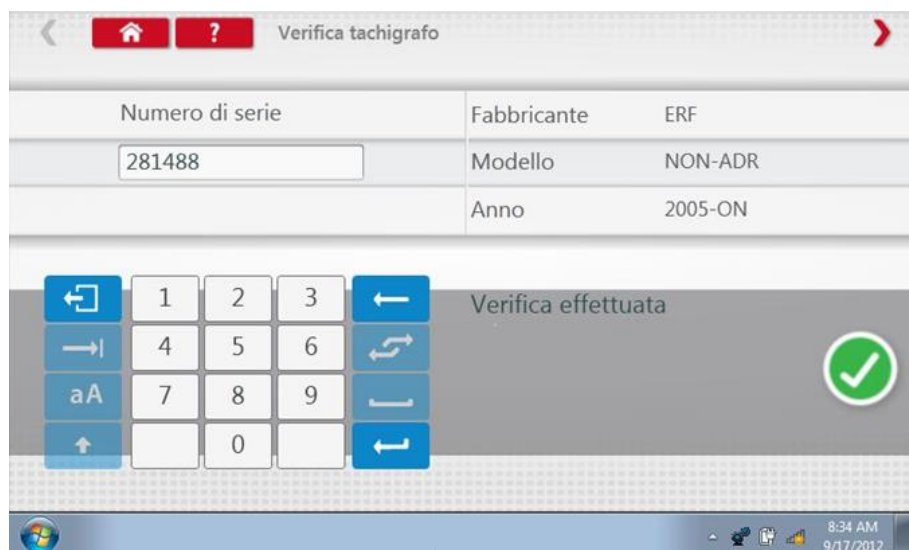 ? Verifica tachigrafo
Numero di serie
281488
Fabbricante ERF
Modello NON-ADR
Anno 2005-ON
1 2 3
4 5 6
aA 7 8 9
0
Verifica effettuata
8:34 AM
9/17/2012